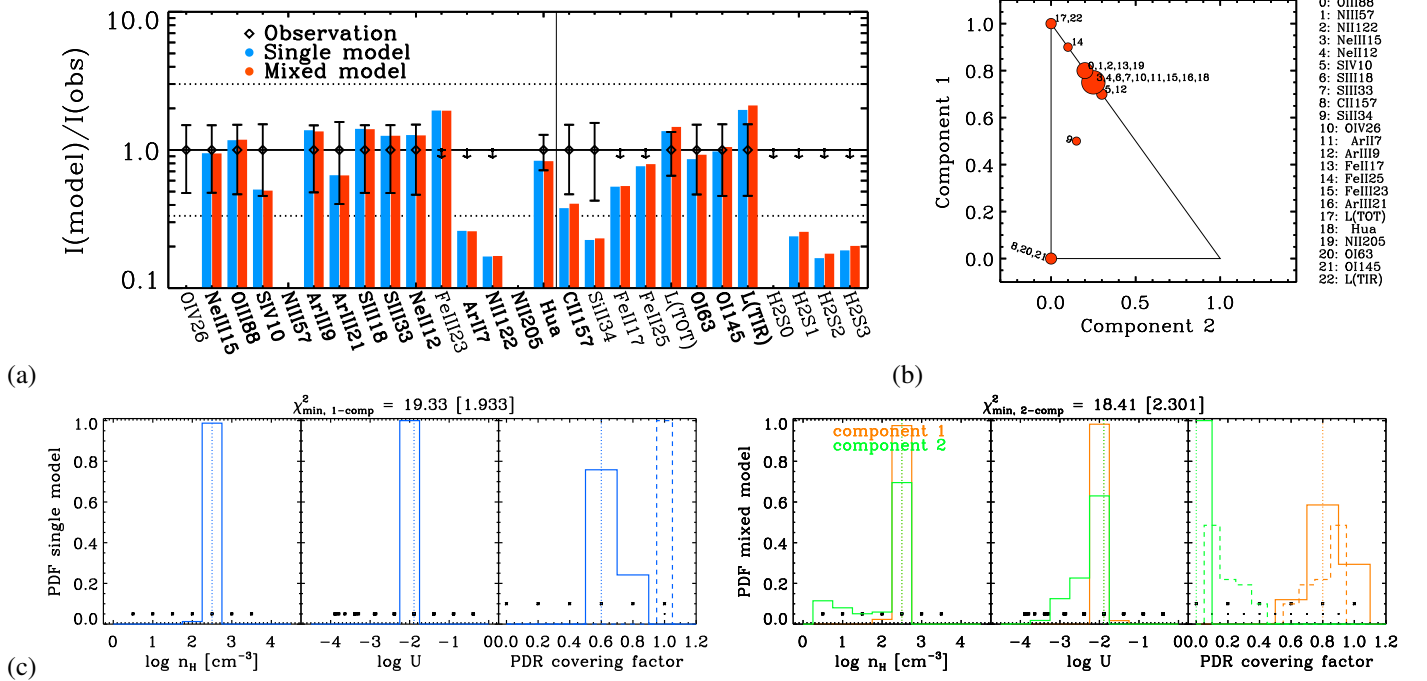 10.0
Observation
Single model
Mixed model
1.0
0.1
I(model)/I(obs)
OIV26
NeIII15
OIII88
SIV10
NIII57
ArIII9
ArIII21
SIII18
SIII33
NeII12
FeIII23
ArII7
NII122
NII205
Hua
CII157
SiII34
FeII17
FeII25
L(TOT)
OI63
OI145
L(TIR)
H2S0
H2S1
H2S2
H2S3
(a)
Component 1
1.0
0.8
0.6
0.4
0.2
0.0
17,22
14
0,1,2,13,19
3,4,6,7,10,11,15,16,18
5,12
9
8,20,21
0.0 0.5 1.0
Component 2
0: OIII88
1: NIII57
2: NII122
3: NeIII15
4: NeII12
5: SIV10
6: SIII18
7: SIII33
8: CII157
9: SiII34
10: OIV26
11: ArII7
12: ArIII9
13: FeII17
14: FeII25
15: FeIII23
16: ArIII21
17: L(TOT)
18: Hua
19: NII205
20: OI63
21: OI145
22: L(TIR)
(b)
χ²min, 1-comp = 19.33 [1.933]
PDF single model
1.0
0.8
0.6
0.4
0.2
0.0
0 1 2 3 4
log nH [cm⁻³]
−4 −3 −2 −1
log U
0.0 0.2 0.4 0.6 0.8 1.0 1.2
PDR covering factor
χ²min, 2-comp = 18.41 [2.301]
component 1
component 2
PDF mixed model
1.0
0.8
0.6
0.4
0.2
0.0
0 1 2 3 4
log nH [cm⁻³]
−4 −3 −2 −1
log U
0.0 0.2 0.4 0.6 0.8 1.0 1.2
PDR covering factor
(c)